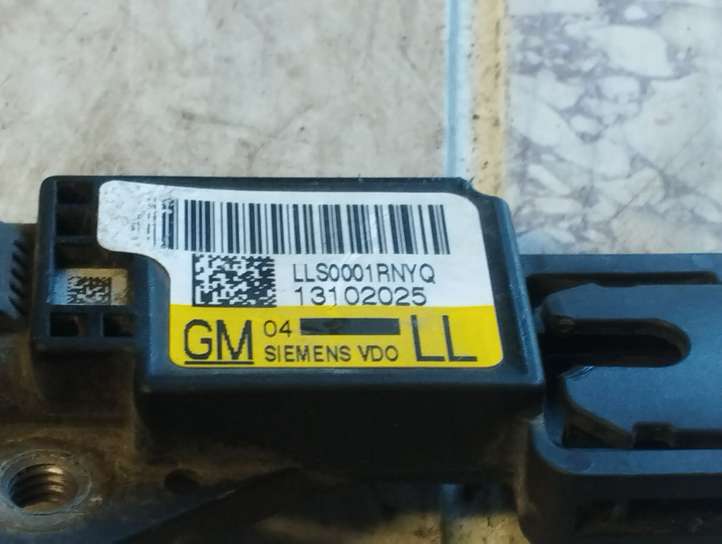 LLS0001RNYQ
13102025
GM 04 LL
SIEMENS VDO